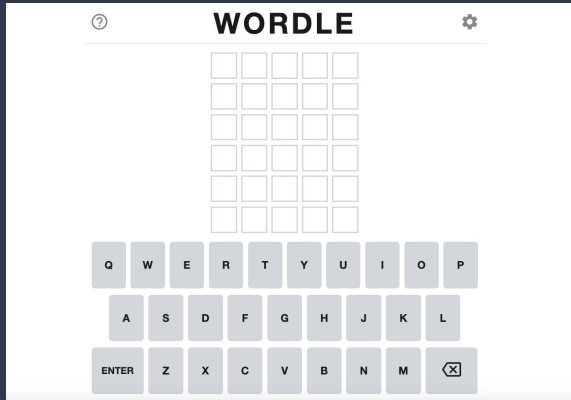 WORDLE
Q W E R T Y U I O P
A S D F G H J K L
ENTER Z X C V B N M